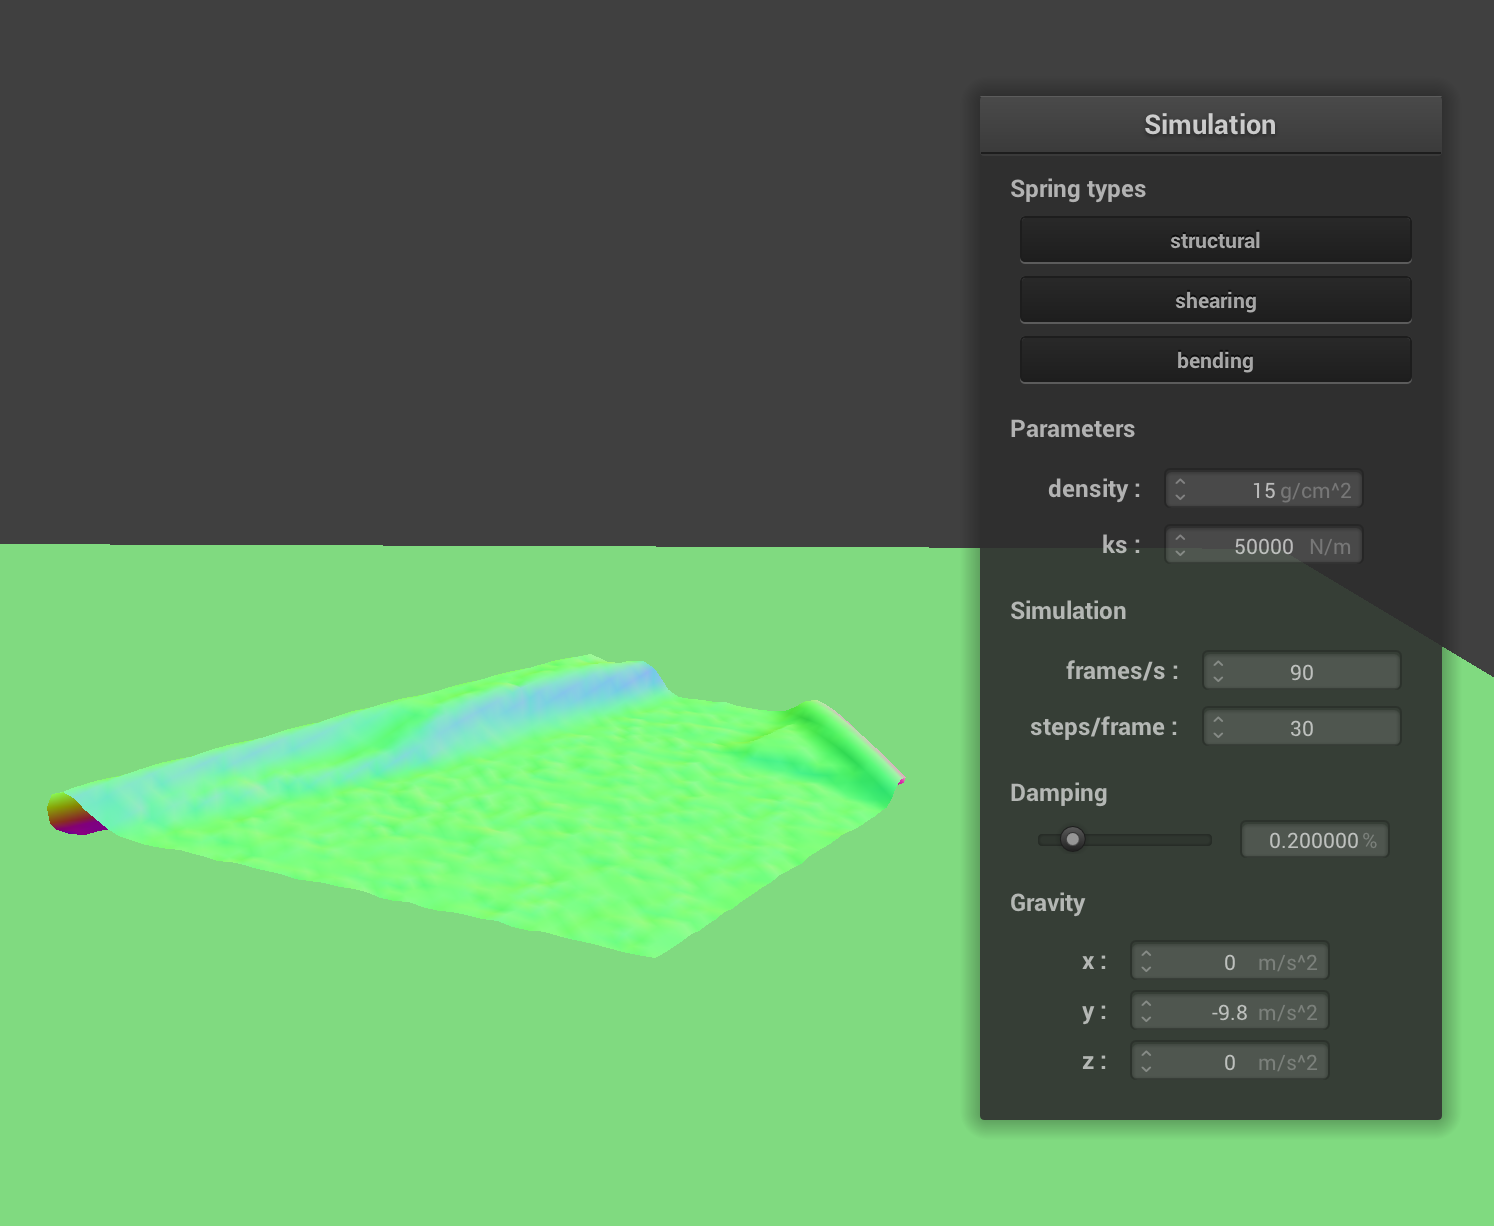 Simulation
Spring types
structural
shearing
bending
Parameters
density : 15 g/cm^2
ks : 50000 N/m
Simulation
frames/s : 90
steps/frame : 30
Damping
0.200000 %
Gravity
x : 0 m/s^2
y : -9.8 m/s^2
z : 0 m/s^2